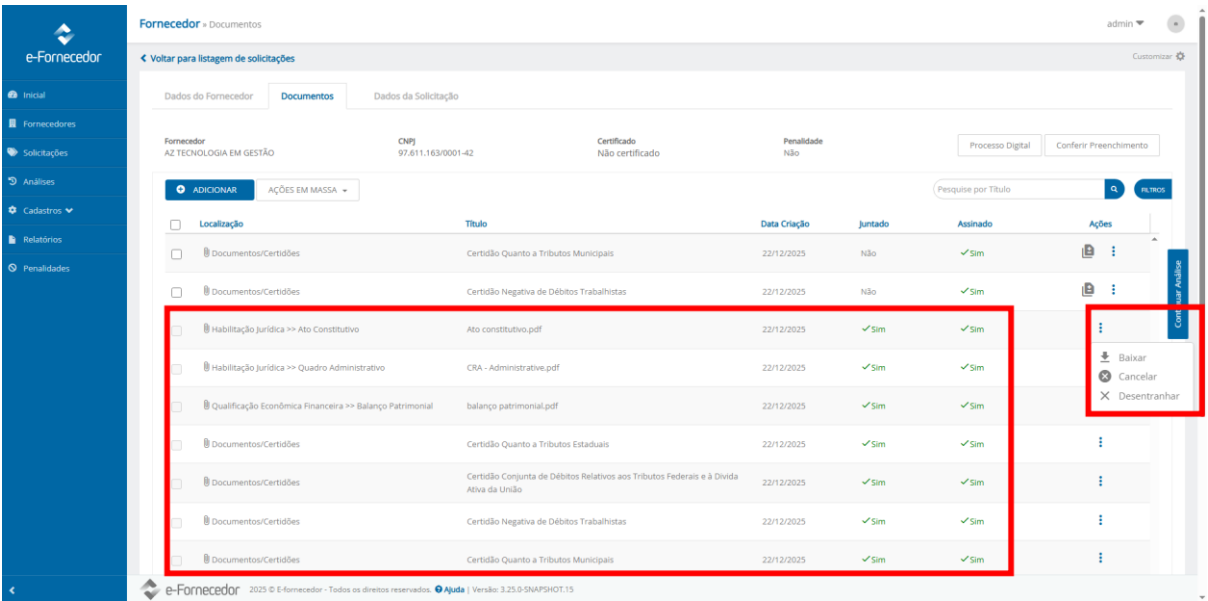 e-Fornecedor
Inicial
Fornecedores
Solicitações
Análises
Cadastros
Relatórios
Penalidades
Fornecedor » Documentos
admin
Voltar para listagem de solicitações
Customizar
Dados do Fornecedor Documentos Dados da Solicitação
Fornecedor CNPJ Certificado Penalidade
AZ TECNOLOGIA EM GESTÃO 97.611.163/0001-42 Não certificado Não
Processo Digital Conferir Preenchimento
ADICIONAR AÇÕES EM MASSA Pesquise por Título FILTROS
Localização Título Data Criação Juntado Assinado Ações
Documentos/Certidões Certidão Quanto a Tributos Municipais 22/12/2025 Não Sim
Documentos/Certidões Certidão Negativa de Débitos Trabalhistas 22/12/2025 Não Sim
Continuar Análise
Habilitação Jurídica >> Ato Constitutivo Ato constitutivo.pdf 22/12/2025 Sim Sim
Baixar
Cancelar
Desentranhar
Habilitação Jurídica >> Quadro Administrativo CRA - Administrative.pdf 22/12/2025 Sim Sim
Qualificação Econômica Financeira >> Balanço Patrimonial balanço patrimonial.pdf 22/12/2025 Sim Sim
Documentos/Certidões Certidão Quanto a Tributos Estaduais 22/12/2025 Sim Sim
Documentos/Certidões Certidão Conjunta de Débitos Relativos aos Tributos Federais e à Divida
Ativa da União 22/12/2025 Sim Sim
Documentos/Certidões Certidão Negativa de Débitos Trabalhistas 22/12/2025 Sim Sim
Documentos/Certidões Certidão Quanto a Tributos Municipais 22/12/2025 Sim Sim
e-Fornecedor 2025 © E-fornecedor - Todos os direitos reservados. Ajuda | Versão: 3.25.0-SNAPSHOT.15